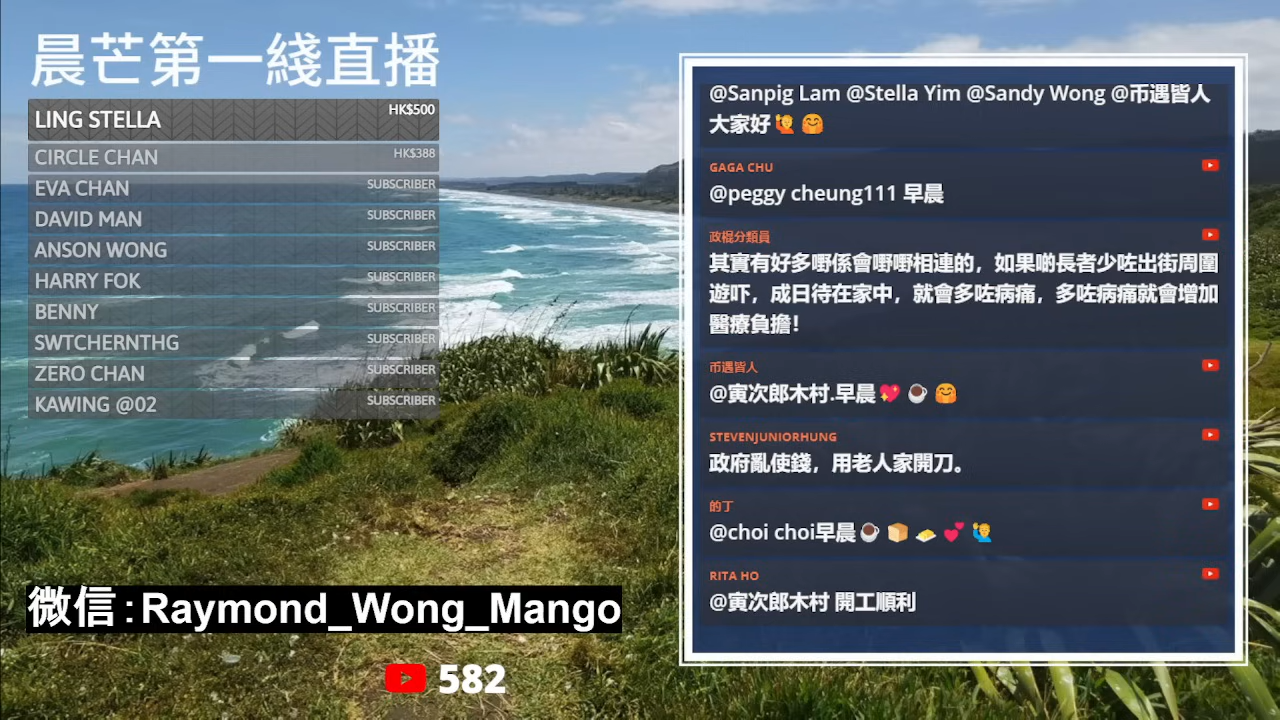 晨芒第一綫直播
LING STELLA HK$500
CIRCLE CHAN HK$388
EVA CHAN SUBSCRIBER
DAVID MAN SUBSCRIBER
ANSON WONG SUBSCRIBER
HARRY FOK SUBSCRIBER
BENNY SUBSCRIBER
SWTCHERNTHG SUBSCRIBER
ZERO CHAN SUBSCRIBER
KAWING @02 SUBSCRIBER
微信:Raymond_Wong_Mango
582
@Sanpig Lam @Stella Yim @Sandy Wong @币遇皆人
大家好🙋🤗
GAGA CHU
@peggy cheung111 早晨
政棍分類員
其實有好多嘢係會嘢嘢相連的，如果啲長者少咗出街周圍
遊吓，成日待在家中，就會多咗病痛，多咗病痛就會增加
醫療負擔!
币遇皆人
@寅次郎木村.早晨💖☕🤗
STEVENJUNIORHUNG
政府亂使錢，用老人家開刀。
的丁
@choi choi早晨☕🍞🧈💕🙋‍♂️
RITA HO
@寅次郎木村 開工順利